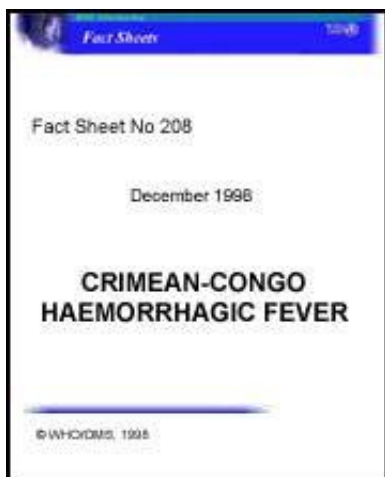 Fact Sheets
Fact Sheet No 208
December 1998
CRIMEAN-CONGO
HAEMORRHAGIC FEVER
© WHO/OMS, 1998